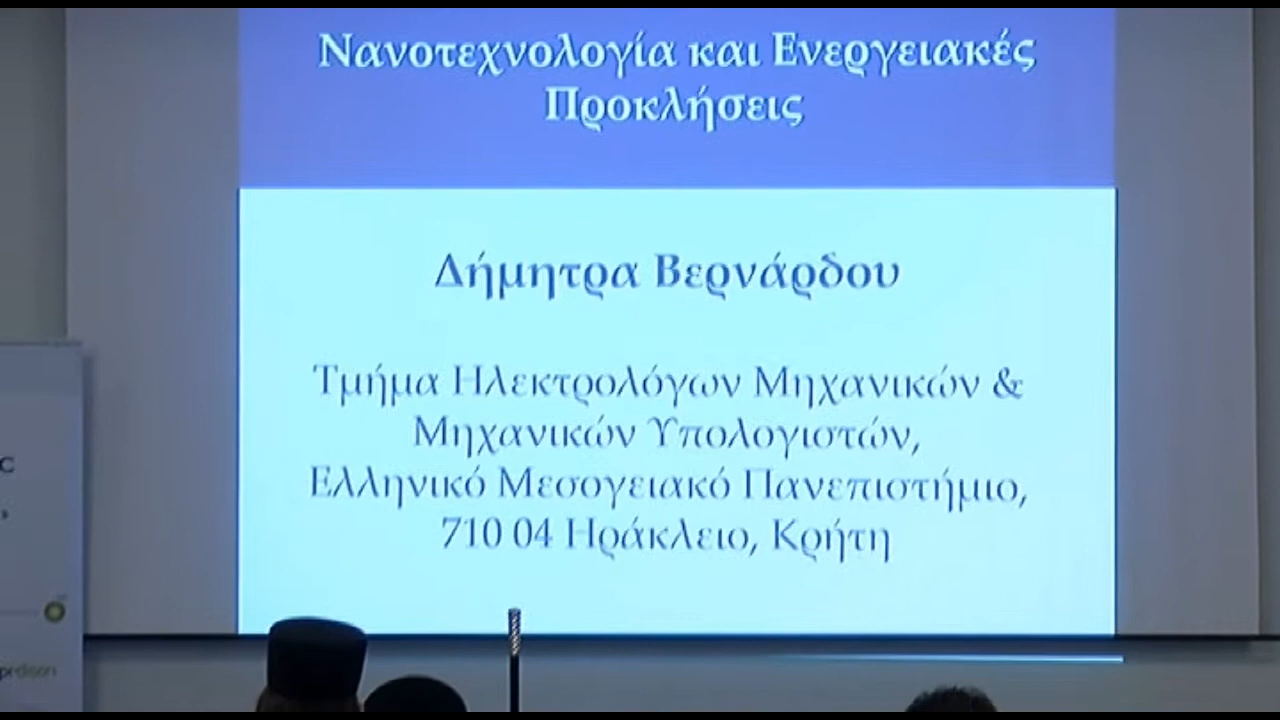 Νανοτεχνολογία και Ενεργειακές
Προκλήσεις
Δήμητρα Βερνάρδου
Τμήμα Ηλεκτρολόγων Μηχανικών &
Μηχανικών Υπολογιστών,
Ελληνικό Μεσογειακό Πανεπιστήμιο,
710 04 Ηράκλειο, Κρήτη